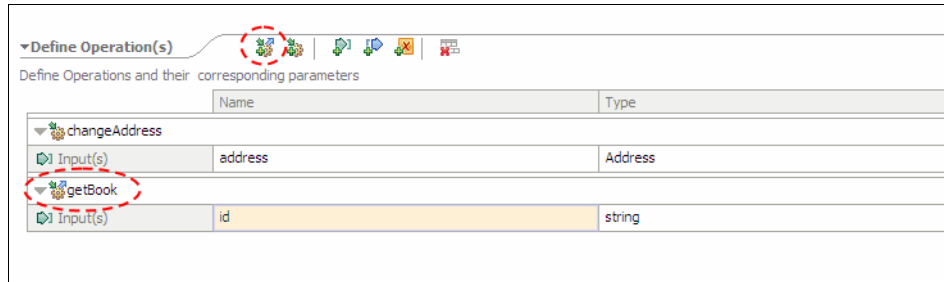 Define Operation(s)
Define Operations and their corresponding parameters
Name Type
changeAddress
Input(s) address Address
getBook
Input(s) id string